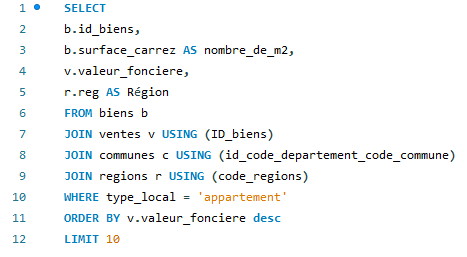 1 SELECT
2 b.id_biens,
3 b.surface_carrez AS nombre_de_m2,
4 v.valeur_fonciere,
5 r.reg AS Région
6 FROM biens b
7 JOIN ventes v USING (ID_biens)
8 JOIN communes c USING (id_code_departement_code_commune)
9 JOIN regions r USING (code_regions)
10 WHERE type_local = 'appartement'
11 ORDER BY v.valeur_fonciere desc
12 LIMIT 10